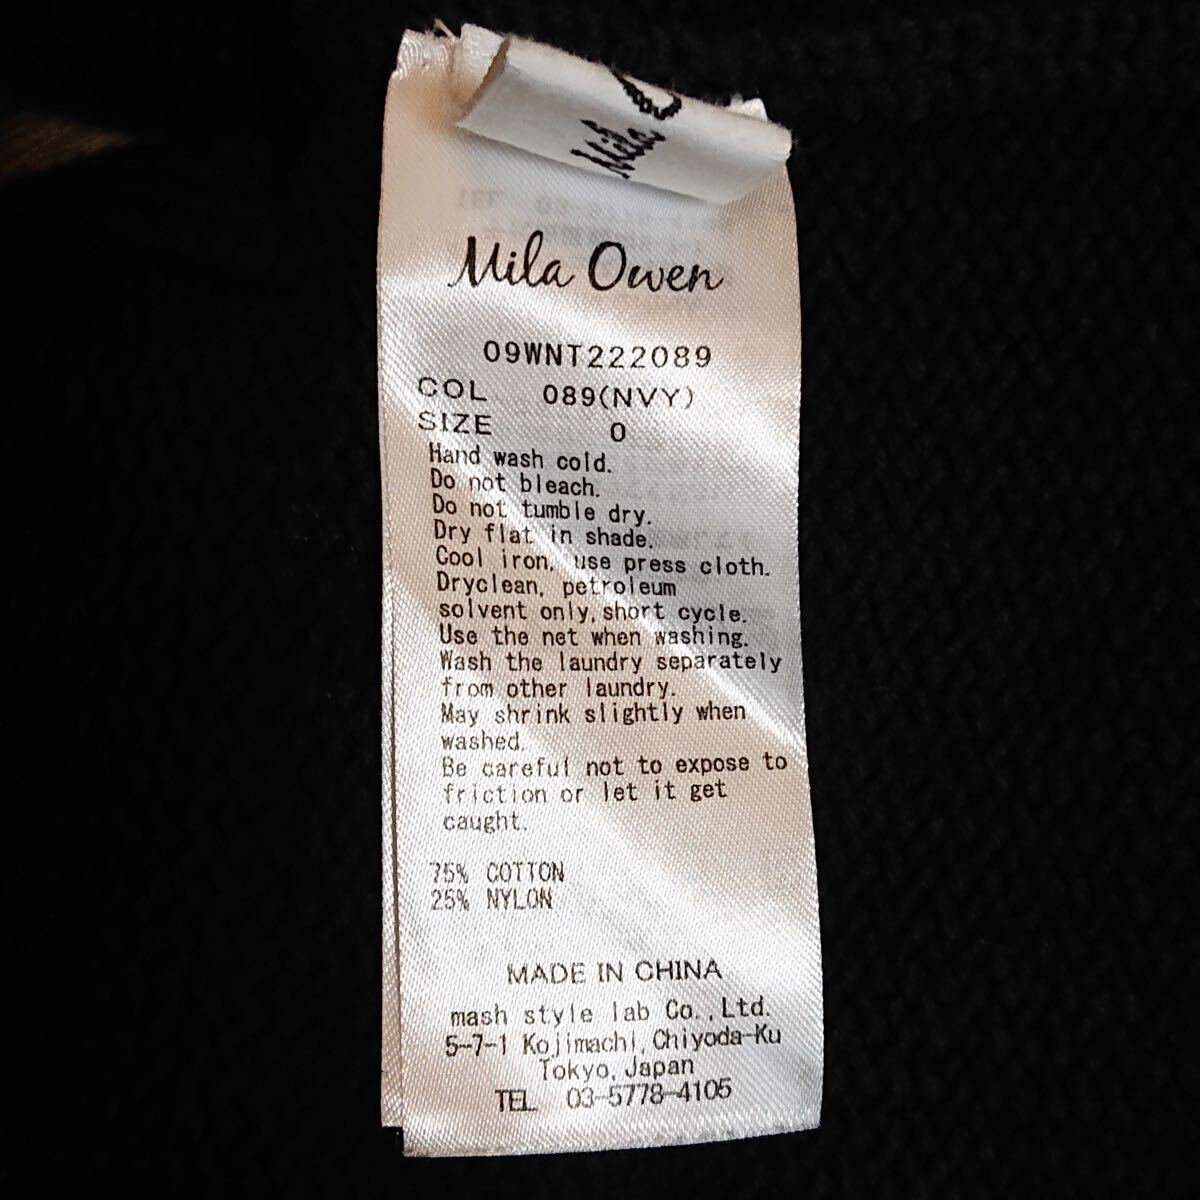 Mila
Mila Owen
09WNT222089
COL 089(NVY)
SIZE 0
Hand wash cold.
Do not bleach.
Do not tumble dry.
Dry flat in shade.
Cool iron, use press cloth.
Dryclean, petroleum
solvent only, short cycle.
Use the net when washing.
Wash the laundry separately
from other laundry.
May shrink slightly when
washed.
Be careful not to expose to
friction or let it get
caught.
75% COTTON
25% NYLON
MADE IN CHINA
mash style lab Co., Ltd.
5-7-1 Kojimachi, Chiyoda-Ku
Tokyo, Japan
TEL 03-5778-4105